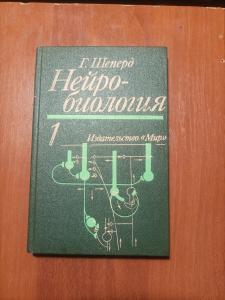 Г. Шеперд
Нейро-
биология
1
Издательство «Мир»